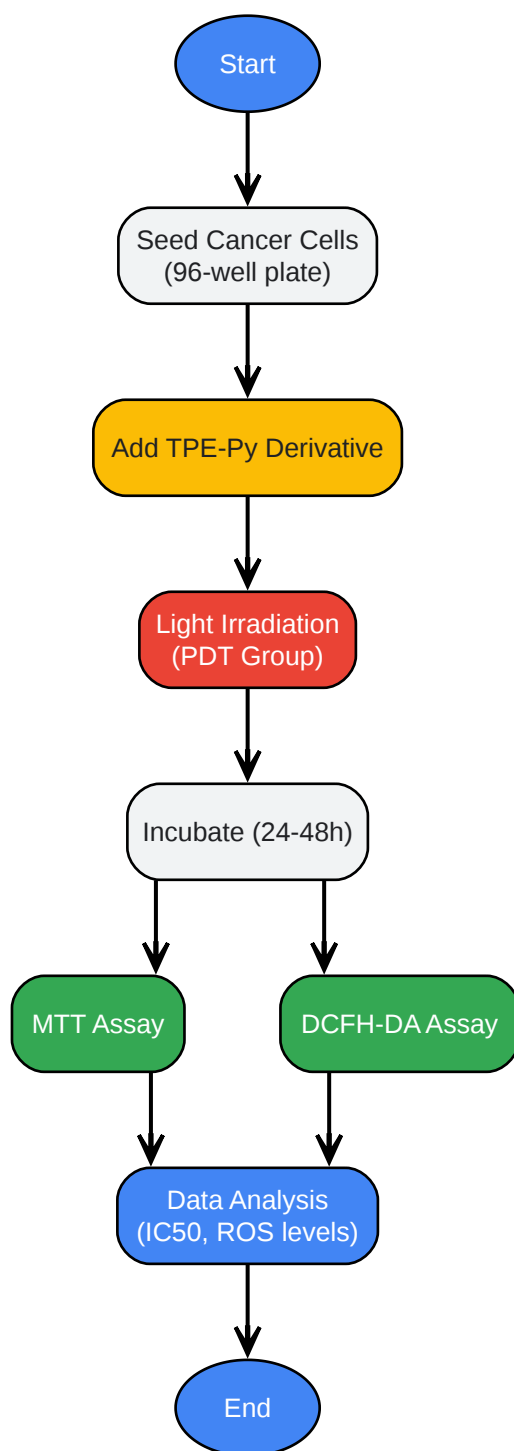 Start
Seed Cancer Cells
(96-well plate)
Add TPE-Py Derivative
Light Irradiation
(PDT Group)
Incubate (24-48h)
MTT Assay
DCFH-DA Assay
Data Analysis
(IC50, ROS levels)
End